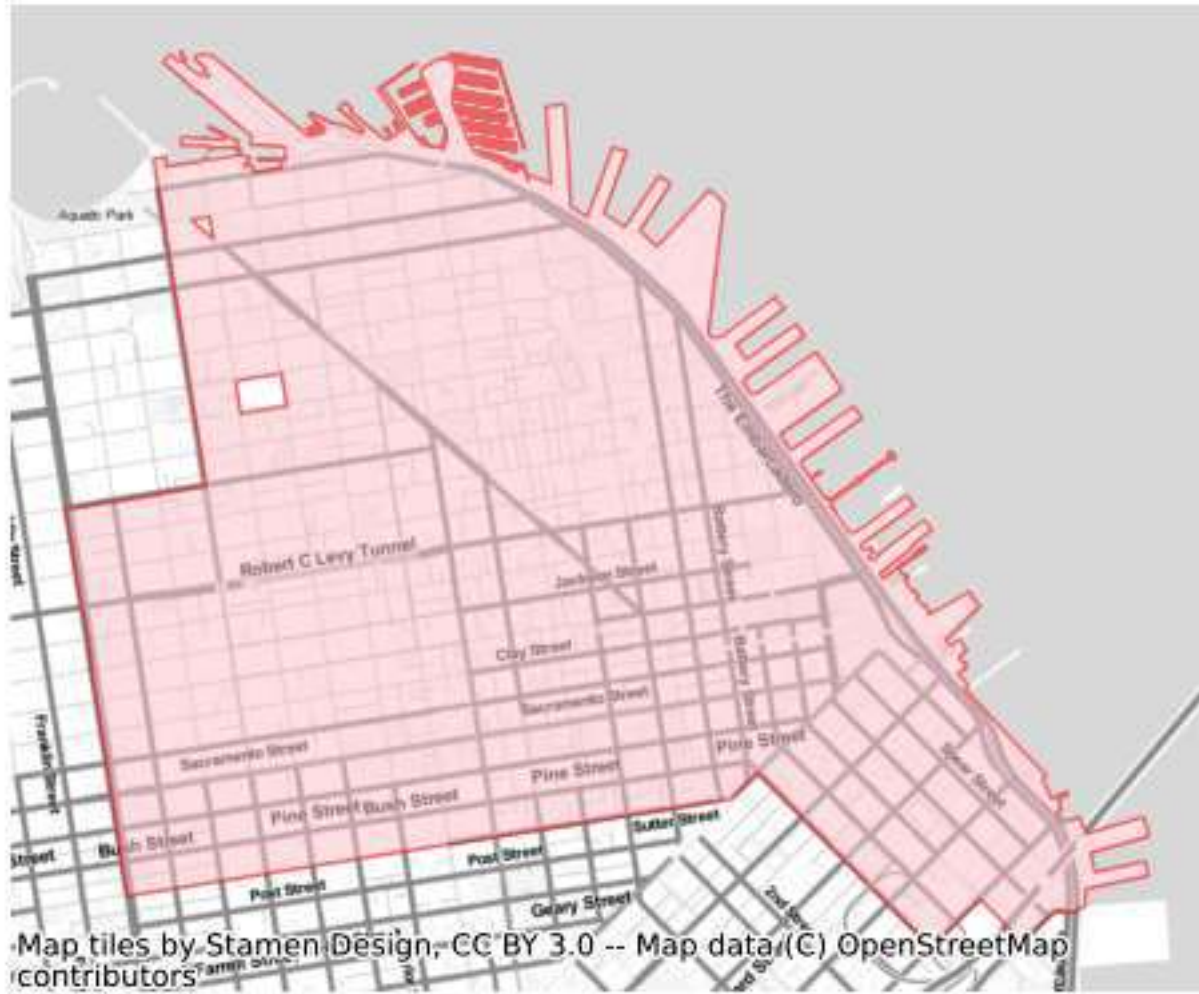 Aquatic Park
The Embarcadero
Battery Street
Robert C Levy Tunnel
Jackson Street
Clay Street
Battery Street
Sacramento Street
Franklin Street
Sacramento Street
Pine Street
Pine Street
Spear Street
Pine Street
Bush Street
Bush Street
Street
Sutter Street
Post Street
Post Street
Geary Street
2nd Street
Map tiles by Stamen Design, CC BY 3.0 -- Map data (C) OpenStreetMap
contributors